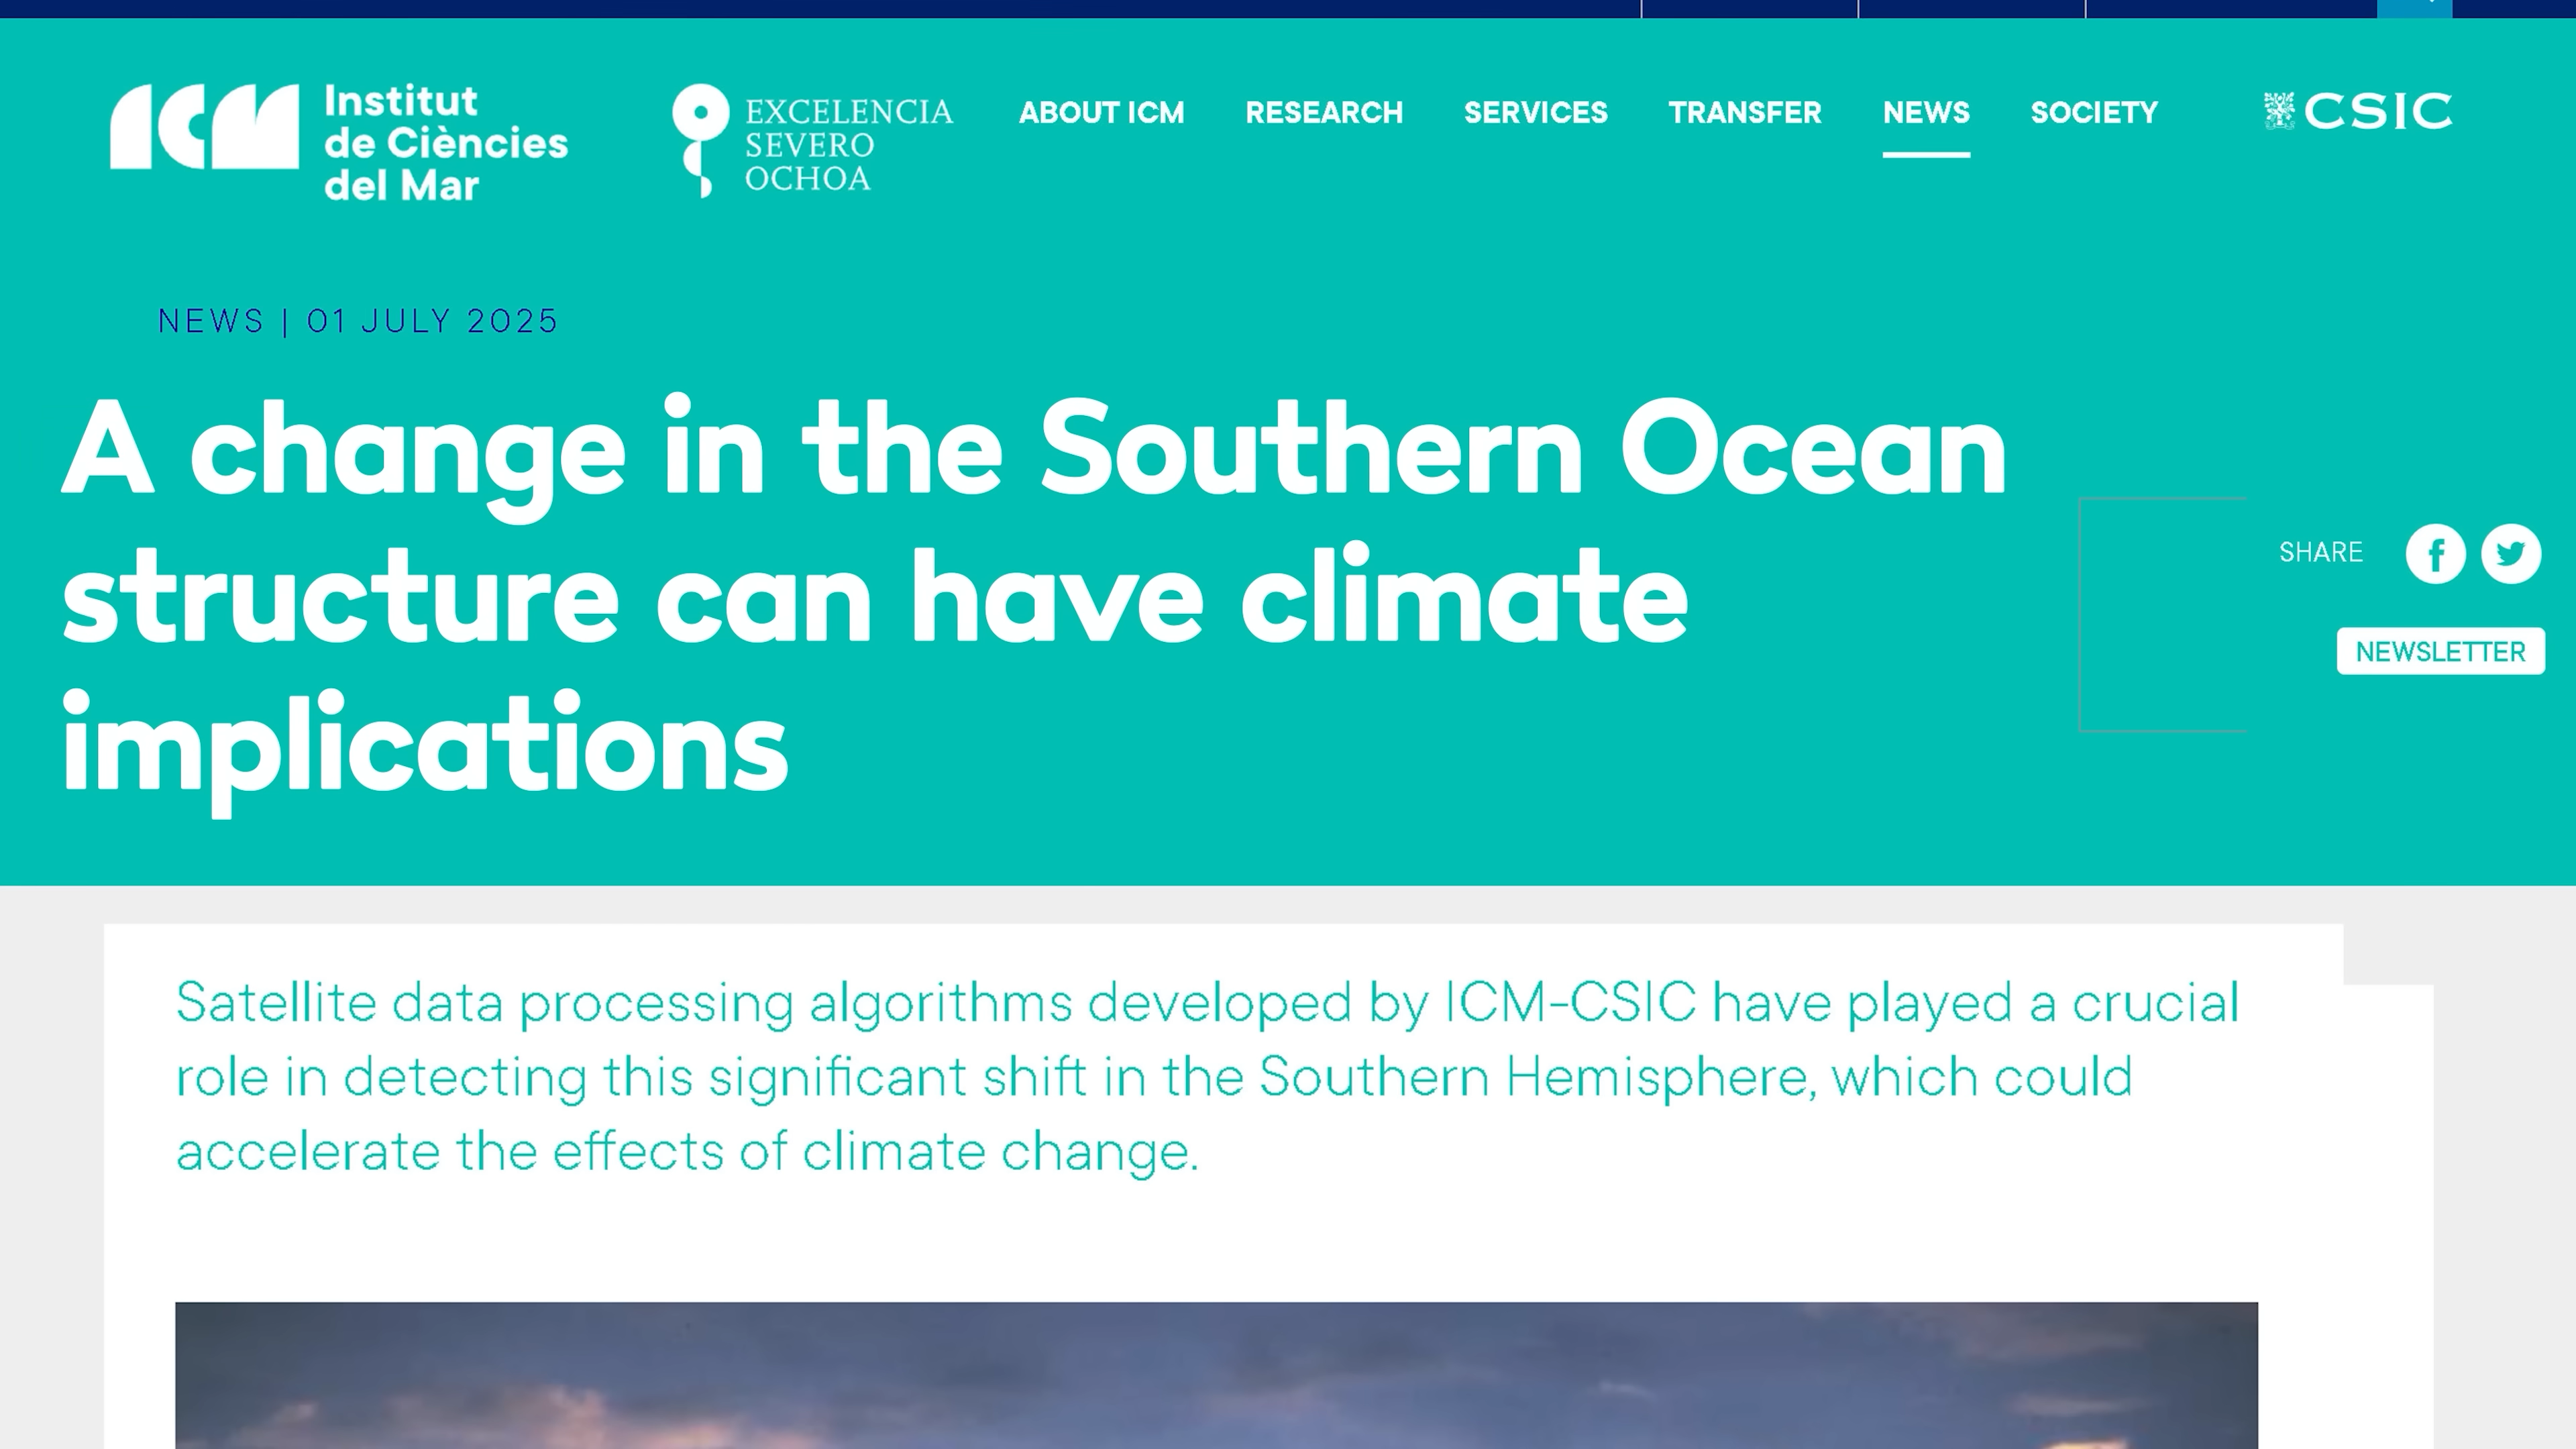 ICM
Institut
de Ciències
del Mar
EXCELENCIA
SEVERO
OCHOA
ABOUT ICM
RESEARCH
SERVICES
TRANSFER
NEWS
SOCIETY
CSIC
NEWS | 01 JULY 2025
A change in the Southern Ocean
structure can have climate
implications
SHARE
NEWSLETTER
Satellite data processing algorithms developed by ICM-CSIC have played a crucial
role in detecting this significant shift in the Southern Hemisphere, which could
accelerate the effects of climate change.